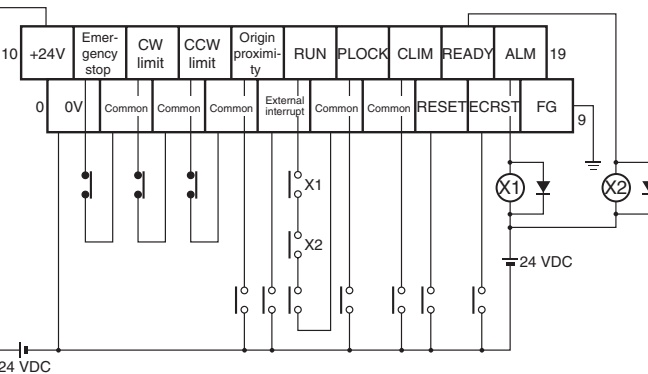 10
+24V
Emer-
gency
stop
CW
limit
CCW
limit
Origin
proximi-
ty
RUN
PLOCK
CLIM
READY
ALM
19
0
0V
Common
Common
Common
External
interrupt
Common
Common
RESET
ECRST
FG
9
X1
X2
X1
X2
24 VDC
24 VDC